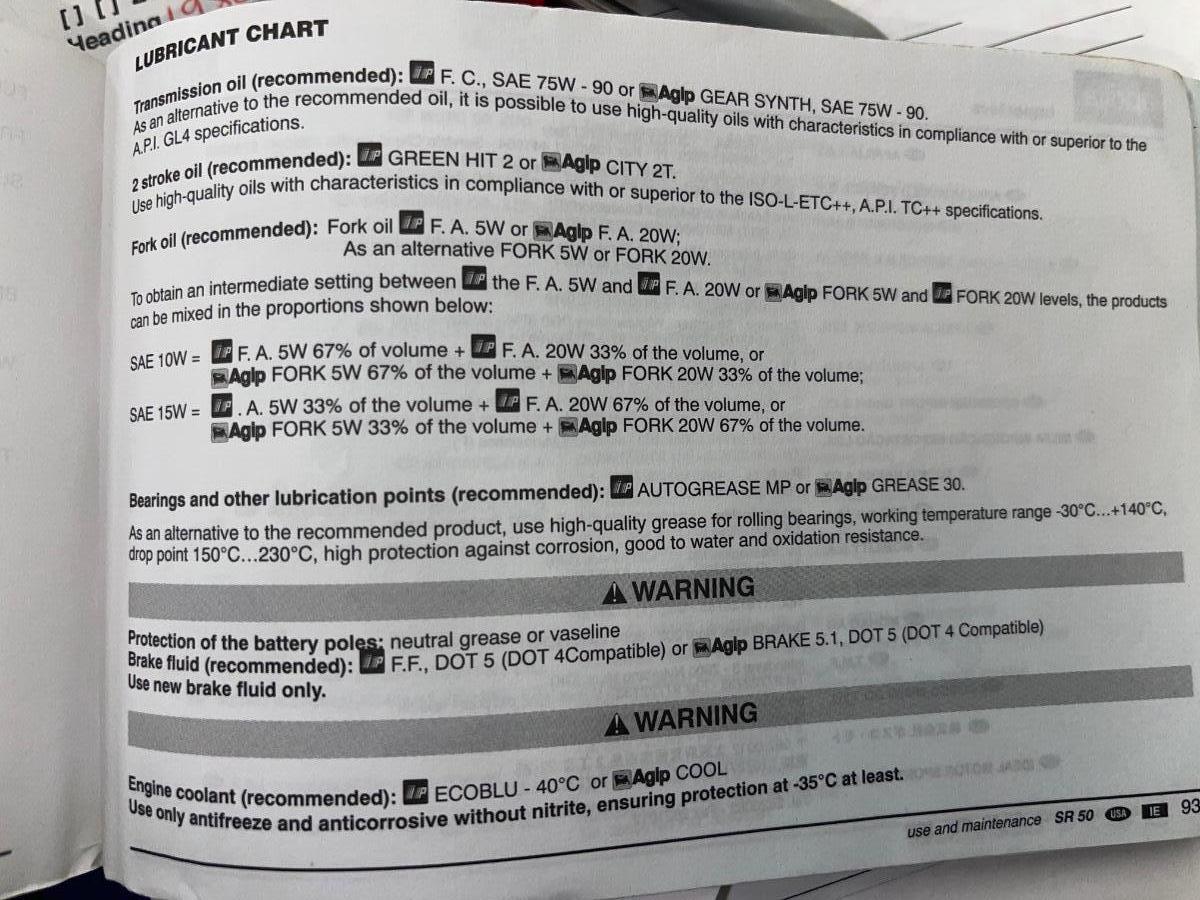 [ ] [ ]
Heading
LUBRICANT CHART
Transmission oil (recommended): IP F. C., SAE 75W - 90 or Agip GEAR SYNTH, SAE 75W - 90.
As an alternative to the recommended oil, it is possible to use high-quality oils with characteristics in compliance with or superior to the
A.P.I. GL4 specifications.
2 stroke oil (recommended): IP GREEN HIT 2 or Agip CITY 2T.
Use high-quality oils with characteristics in compliance with or superior to the ISO-L-ETC++, A.P.I. TC++ specifications.
Fork oil (recommended): Fork oil IP F. A. 5W or Agip F. A. 20W;
As an alternative FORK 5W or FORK 20W.
To obtain an intermediate setting between IP the F. A. 5W and IP F. A. 20W or Agip FORK 5W and IP FORK 20W levels, the products
can be mixed in the proportions shown below:
SAE 10W = IP F. A. 5W 67% of volume + IP F. A. 20W 33% of the volume, or
Agip FORK 5W 67% of the volume + Agip FORK 20W 33% of the volume;
SAE 15W = IP . A. 5W 33% of the volume + IP F. A. 20W 67% of the volume, or
Agip FORK 5W 33% of the volume + Agip FORK 20W 67% of the volume.
Bearings and other lubrication points (recommended): IP AUTOGREASE MP or Agip GREASE 30.
As an alternative to the recommended product, use high-quality grease for rolling bearings, working temperature range -30°C...+140°C,
drop point 150°C...230°C, high protection against corrosion, good to water and oxidation resistance.
WARNING
Protection of the battery poles: neutral grease or vaseline
Brake fluid (recommended): IP F.F., DOT 5 (DOT 4Compatible) or Agip BRAKE 5.1, DOT 5 (DOT 4 Compatible)
Use new brake fluid only.
WARNING
Engine coolant (recommended): IP ECOBLU - 40°C or Agip COOL
Use only antifreeze and anticorrosive without nitrite, ensuring protection at -35°C at least.
use and maintenance SR 50 USA IE 93